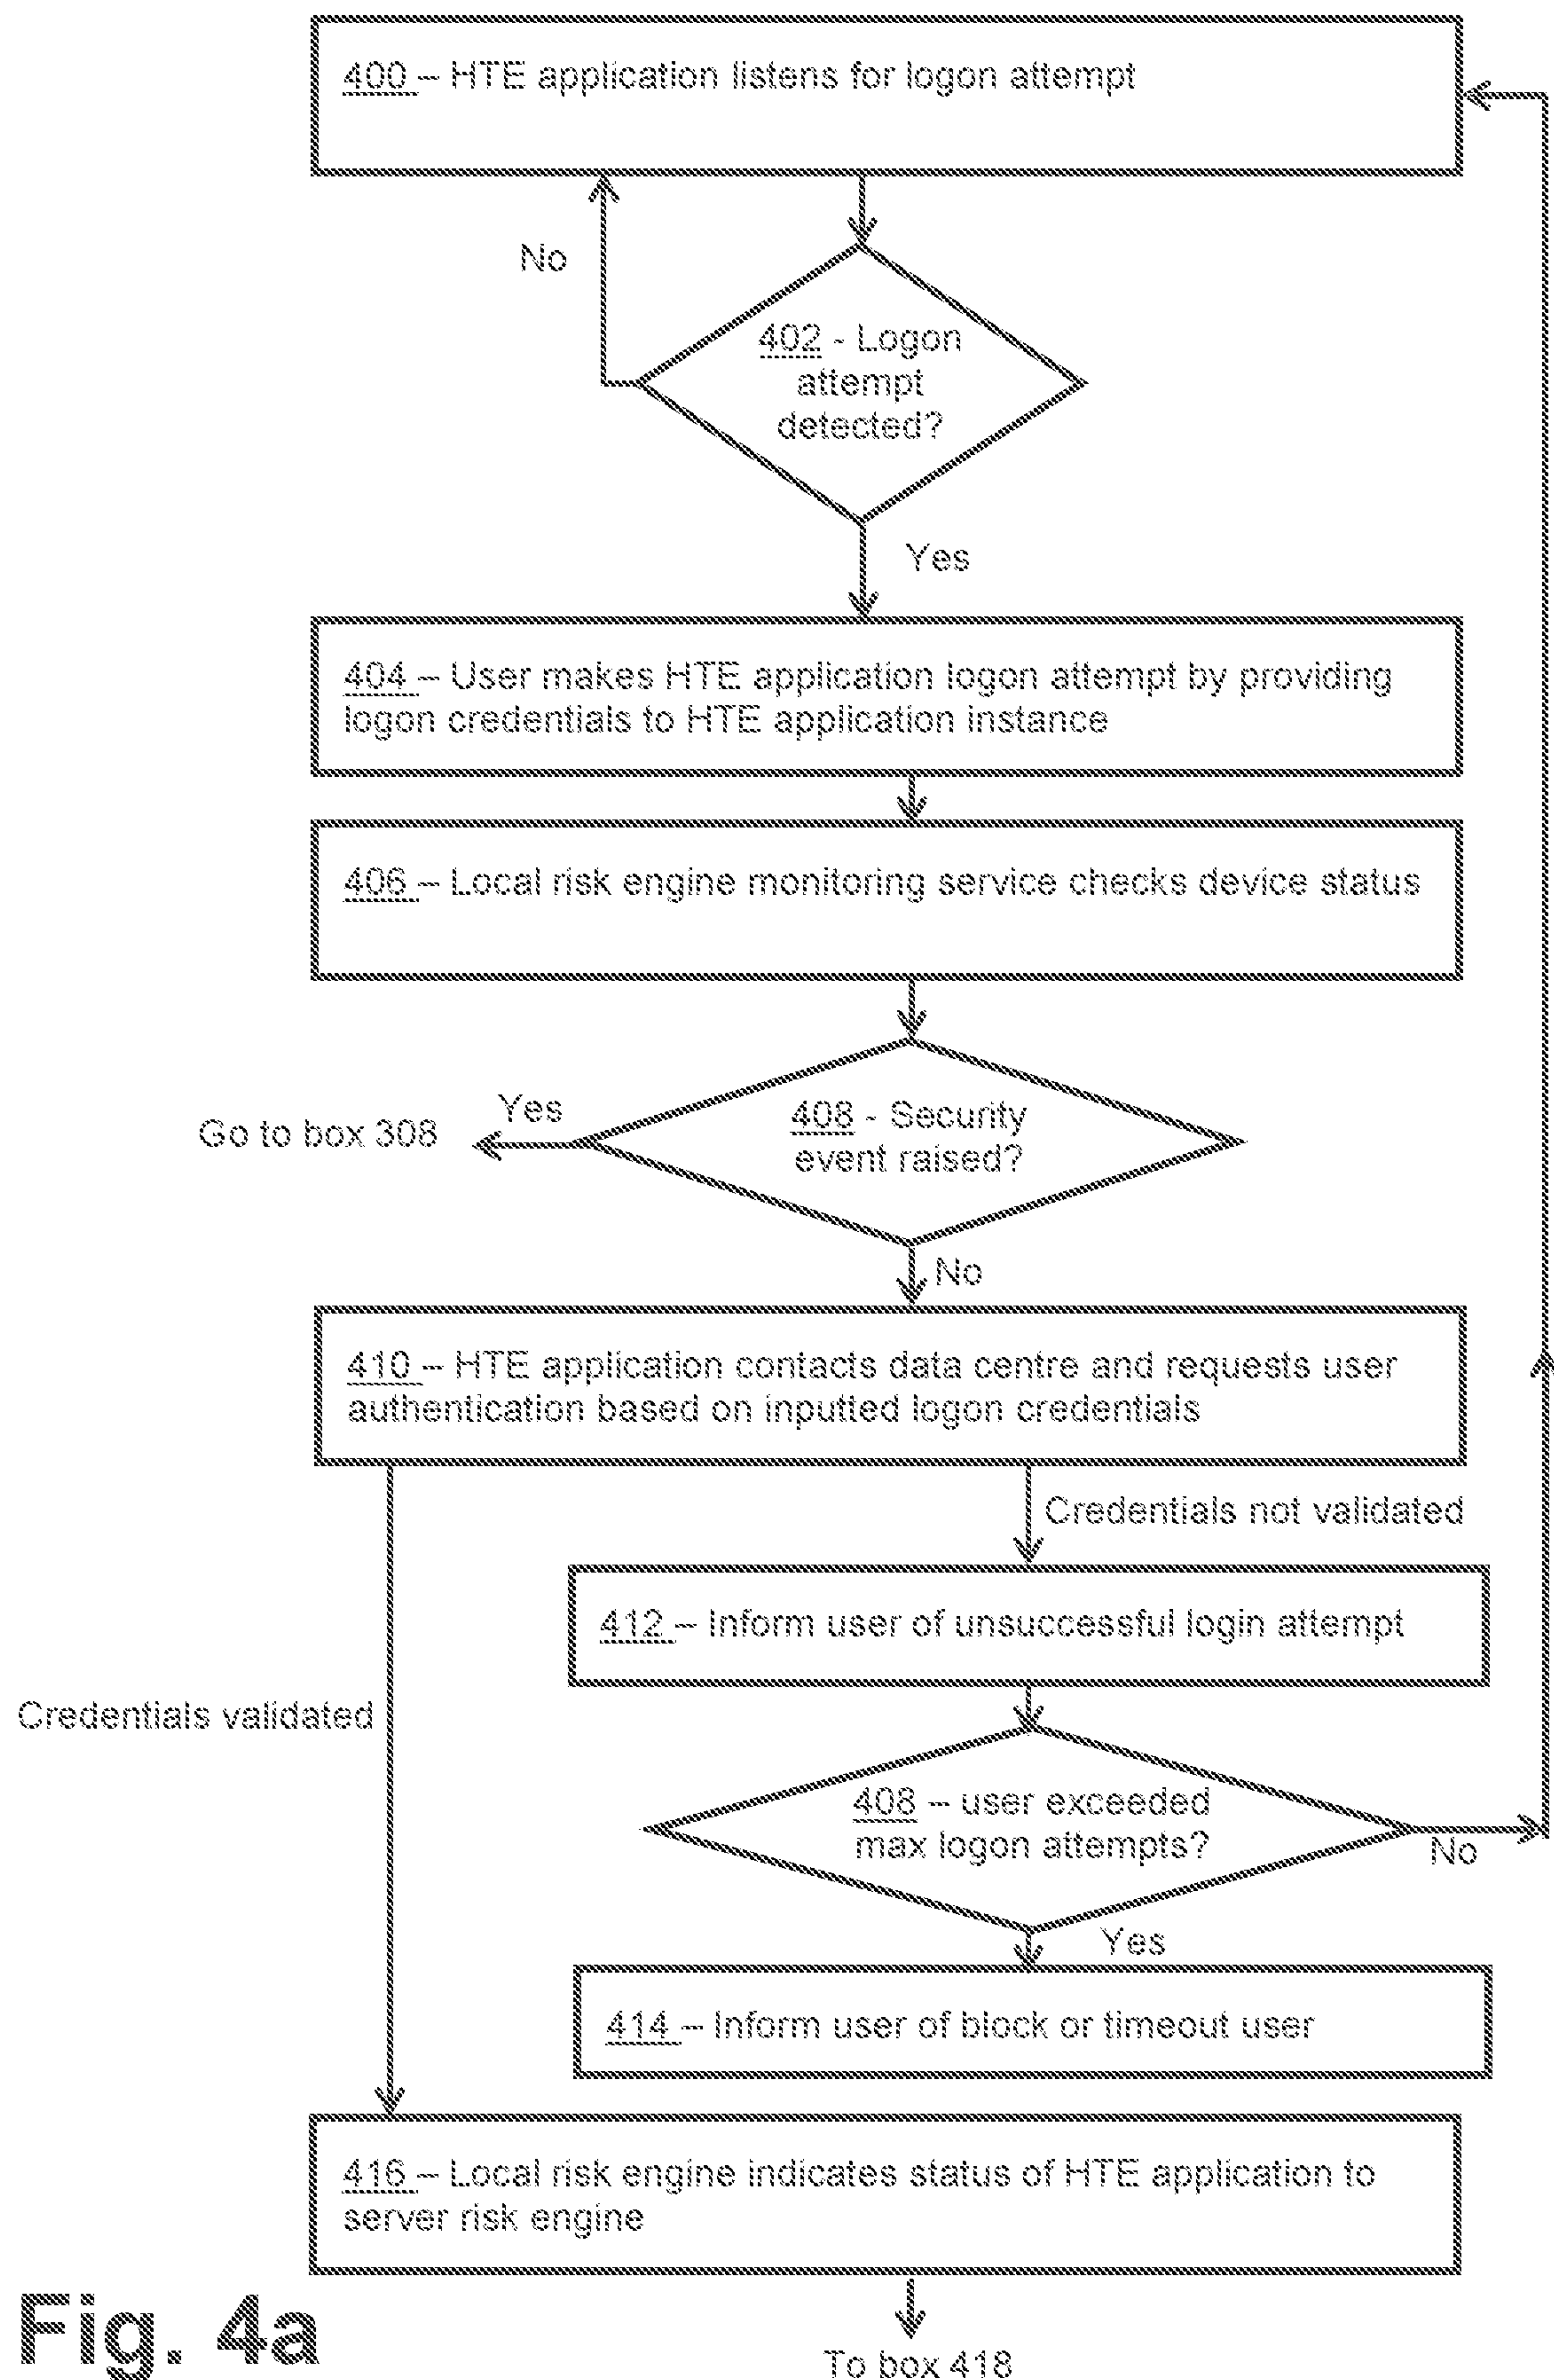 400 – HTE application listens for logon attempt
No
402 - Logon
attempt
detected?
Yes
404 – User makes HTE application logon attempt by providing
logon credentials to HTE application instance
406 – Local risk engine monitoring service checks device status
Yes
Go to box 308
408 - Security
event raised?
No
410 – HTE application contacts data centre and requests user
authentication based on inputted logon credentials
Credentials not validated
412 – Inform user of unsuccessful login attempt
Credentials validated
408 – user exceeded
max logon attempts?
No
Yes
414 – Inform user of block or timeout user
416 – Local risk engine indicates status of HTE application to
server risk engine
Fig. 4a
To box 418